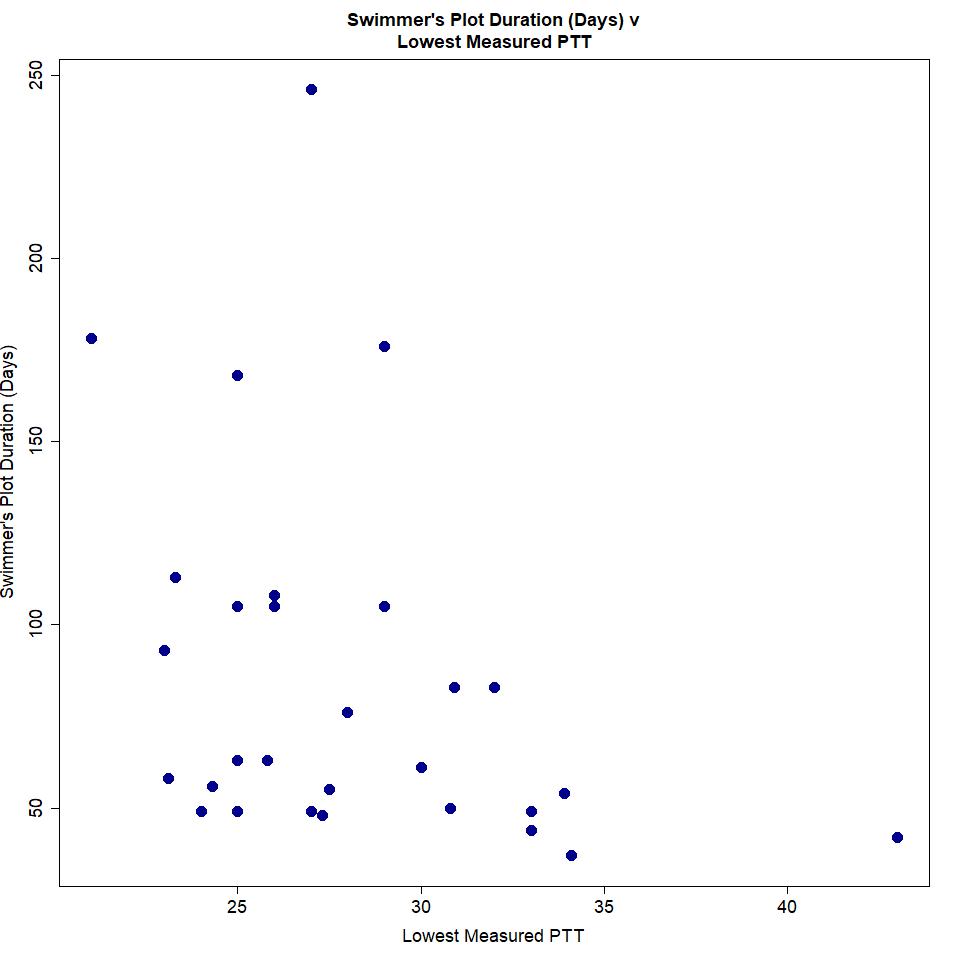 Swimmer's Plot Duration (Days) v
Lowest Measured PTT
Swimmer's Plot Duration (Days)
250
200
150
100
50
25
30
35
40
Lowest Measured PTT